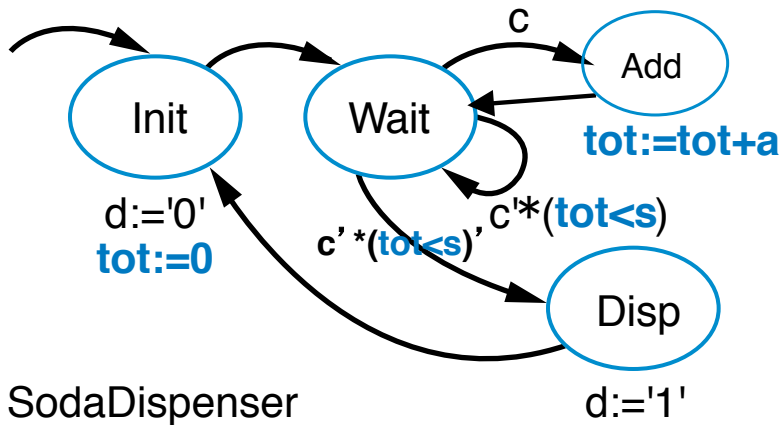 c
Add
Init
Wait
tot:=tot+a
d:='0'
c'*(tot<s)
tot:=0
c’ *(tot<s)’
Disp
SodaDispenser
d:='1'